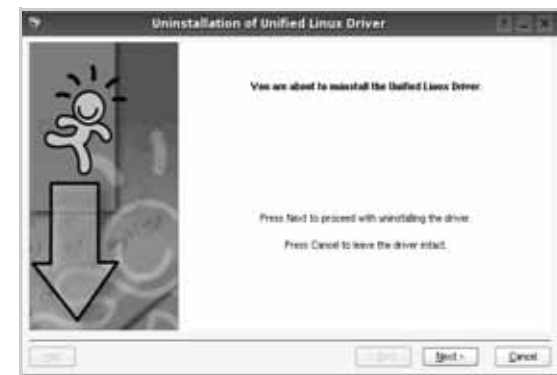 Uninstallation of Unified Linux Driver
You are about to uninstall the Unified Linux Driver.
Press Next to proceed with uninstalling the driver.
Press Cancel to leave the driver intact.
Next >
Cancel